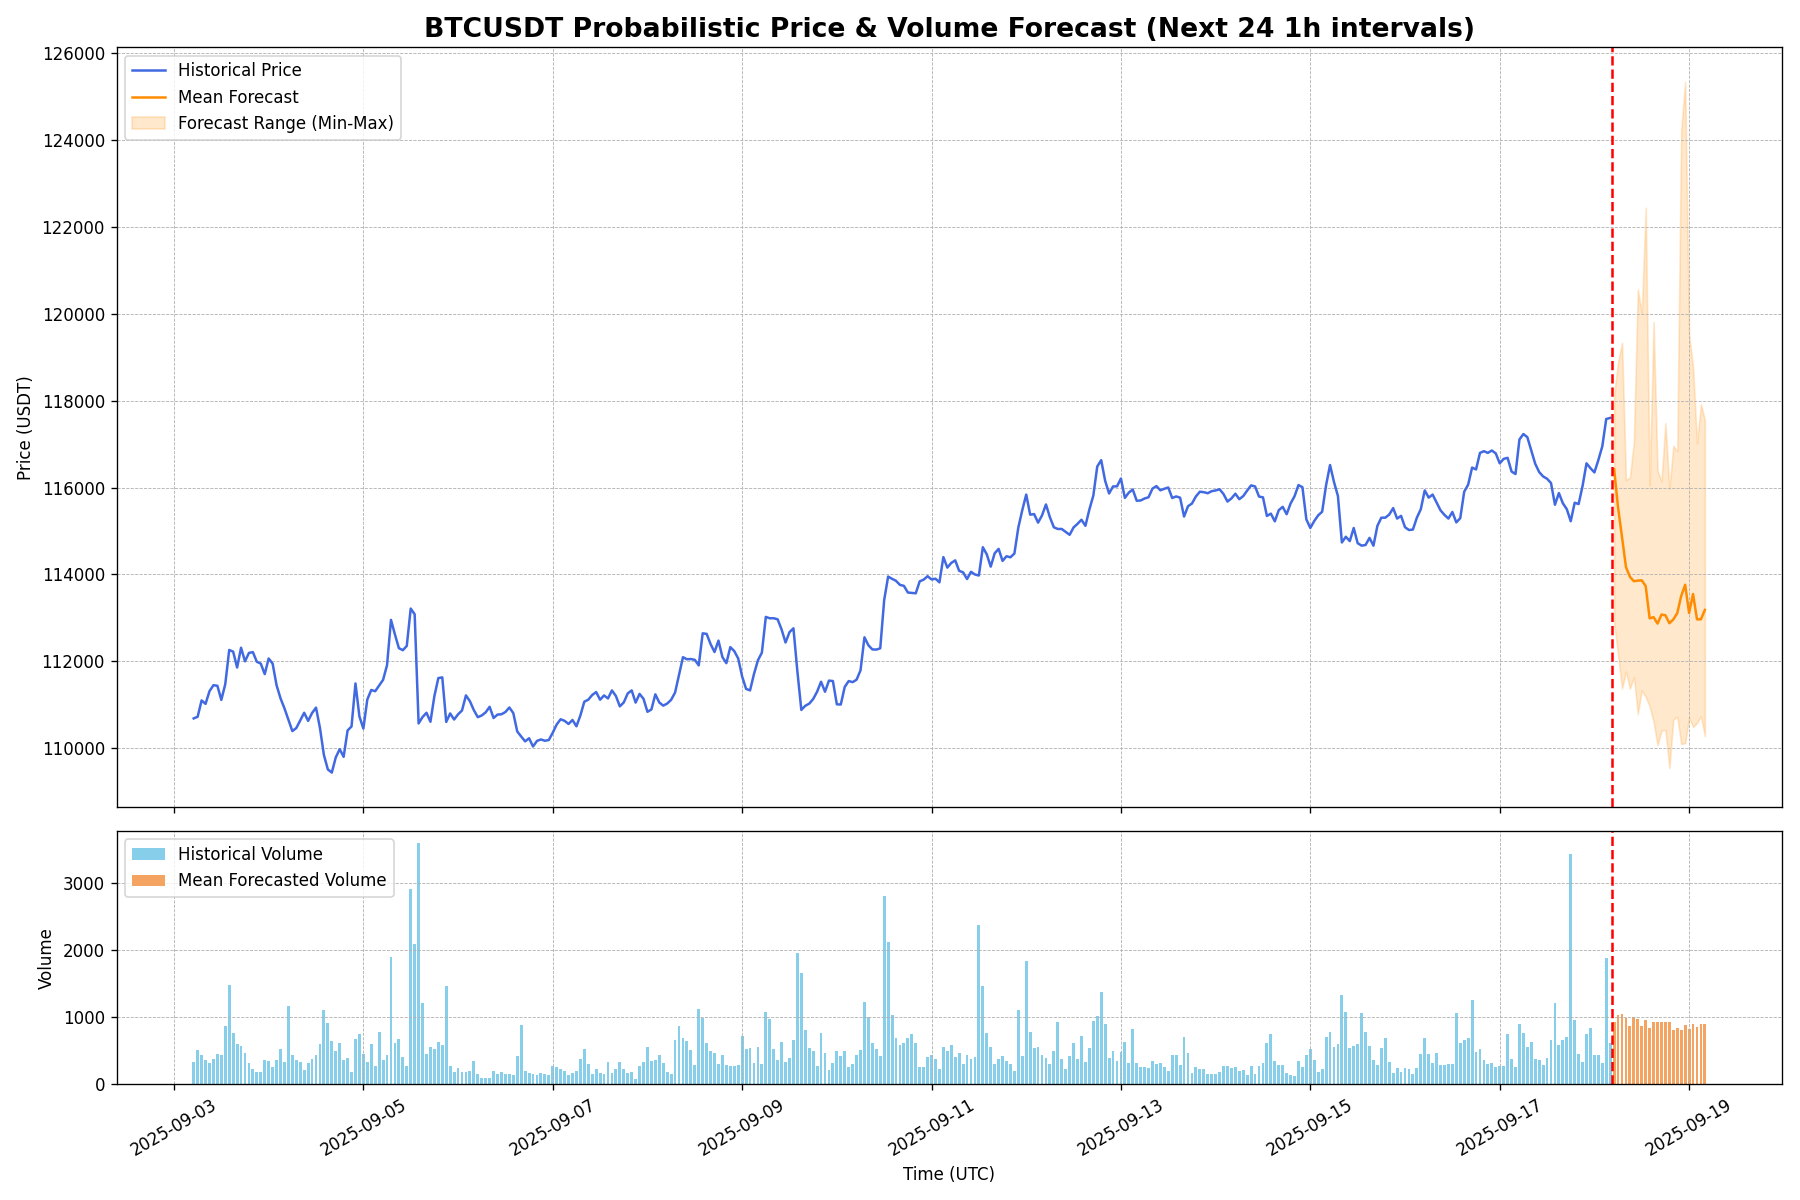 BTCUSDT Probabilistic Price & Volume Forecast (Next 24 1h intervals)
126000
124000
122000
120000
118000
116000
114000
112000
110000
Price (USDT)
Historical Price
Mean Forecast
Forecast Range (Min-Max)
Historical Volume
Mean Forecasted Volume
3000
2000
1000
0
Volume
2025-09-03
2025-09-05
2025-09-07
2025-09-09
2025-09-11
2025-09-13
2025-09-15
2025-09-17
2025-09-19
Time (UTC)